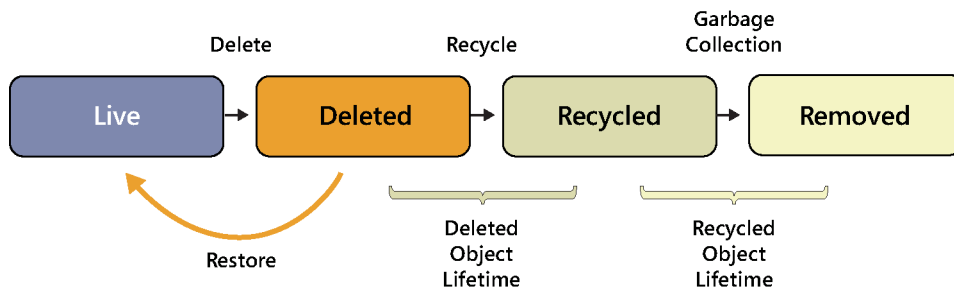 Delete
Recycle
Garbage
Collection
Live
Deleted
Recycled
Removed
Restore
Deleted
Object
Lifetime
Recycled
Object
Lifetime